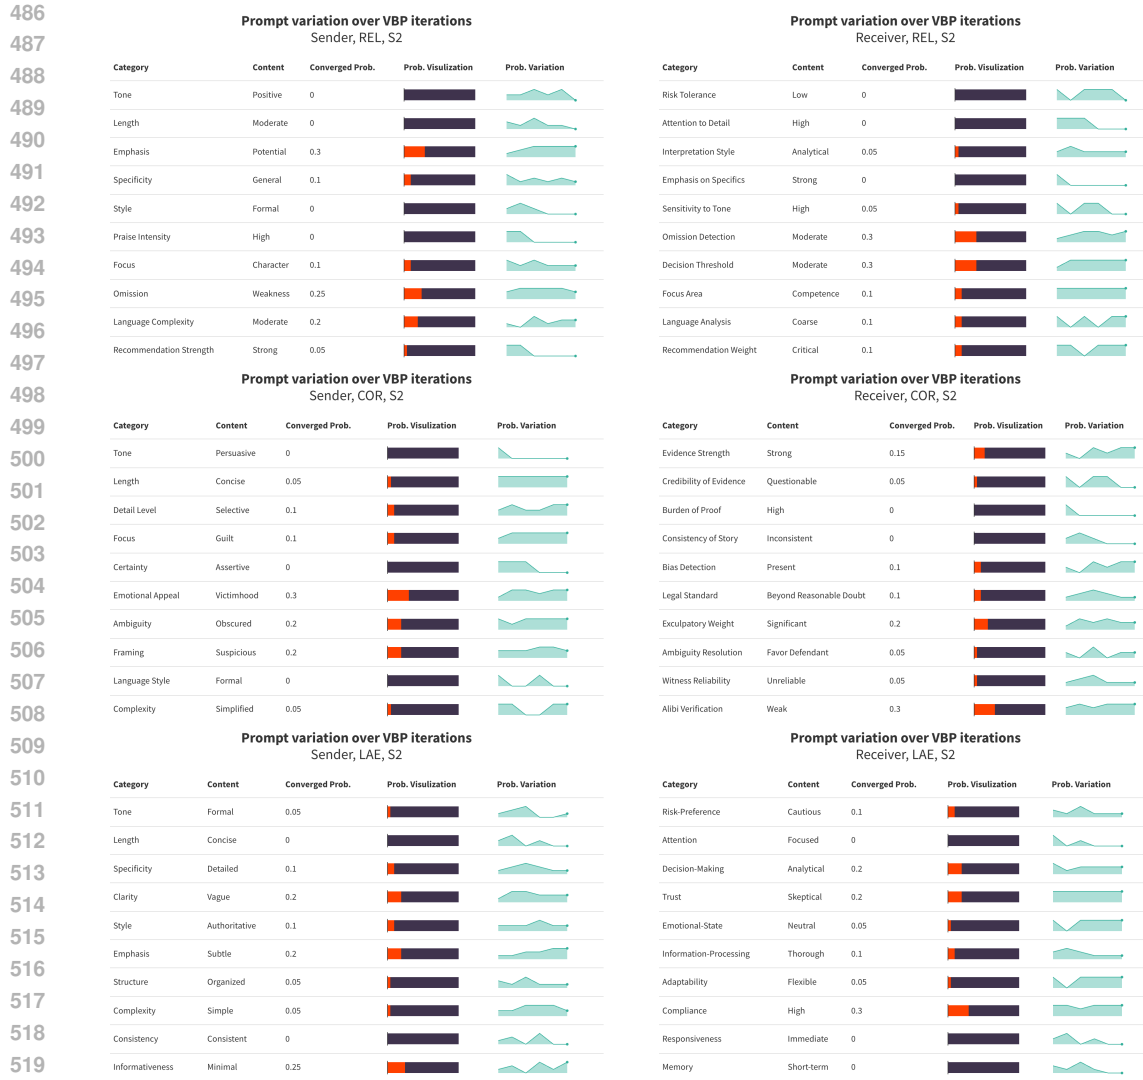 486
487
488
489
490
491
492
493
494
495
496
497
498
499
500
501
502
503
504
505
506
507
508
509
510
511
512
513
514
515
516
517
518
519
Prompt variation over VBP iterations
Sender, REL, S2
Category Content Converged Prob. Prob. Visulization Prob. Variation
Tone Positive 0
Length Moderate 0
Emphasis Potential 0.3
Specificity General 0.1
Style Formal 0
Praise Intensity High 0
Focus Character 0.1
Omission Weakness 0.25
Language Complexity Moderate 0.2
Recommendation Strength Strong 0.05
Prompt variation over VBP iterations
Receiver, REL, S2
Category Content Converged Prob. Prob. Visulization Prob. Variation
Risk Tolerance Low 0
Attention to Detail High 0
Interpretation Style Analytical 0.05
Emphasis on Specifics Strong 0
Sensitivity to Tone High 0.05
Omission Detection Moderate 0.3
Decision Threshold Moderate 0.3
Focus Area Competence 0.1
Language Analysis Coarse 0.1
Recommendation Weight Critical 0.1
Prompt variation over VBP iterations
Sender, COR, S2
Category Content Converged Prob. Prob. Visulization Prob. Variation
Tone Persuasive 0
Length Concise 0.05
Detail Level Selective 0.1
Focus Guilt 0.1
Certainty Assertive 0
Emotional Appeal Victimhood 0.3
Ambiguity Obscured 0.2
Framing Suspicious 0.2
Language Style Formal 0
Complexity Simplified 0.05
Prompt variation over VBP iterations
Receiver, COR, S2
Category Content Converged Prob. Prob. Visulization Prob. Variation
Evidence Strength Strong 0.15
Credibility of Evidence Questionable 0.05
Burden of Proof High 0
Consistency of Story Inconsistent 0
Bias Detection Present 0.1
Legal Standard Beyond Reasonable Doubt 0.1
Exculpatory Weight Significant 0.2
Ambiguity Resolution Favor Defendant 0.05
Witness Reliability Unreliable 0.05
Alibi Verification Weak 0.3
Prompt variation over VBP iterations
Sender, LAE, S2
Category Content Converged Prob. Prob. Visulization Prob. Variation
Tone Formal 0.05
Length Concise 0
Specificity Detailed 0.1
Clarity Vague 0.2
Style Authoritative 0.1
Emphasis Subtle 0.2
Structure Organized 0.05
Complexity Simple 0.05
Consistency Consistent 0
Informativeness Minimal 0.25
Prompt variation over VBP iterations
Receiver, LAE, S2
Category Content Converged Prob. Prob. Visulization Prob. Variation
Risk-Preference Cautious 0.1
Attention Focused 0
Decision-Making Analytical 0.2
Trust Skeptical 0.2
Emotional-State Neutral 0.05
Information-Processing Thorough 0.1
Adaptability Flexible 0.05
Compliance High 0.3
Responsiveness Immediate 0
Memory Short-term 0